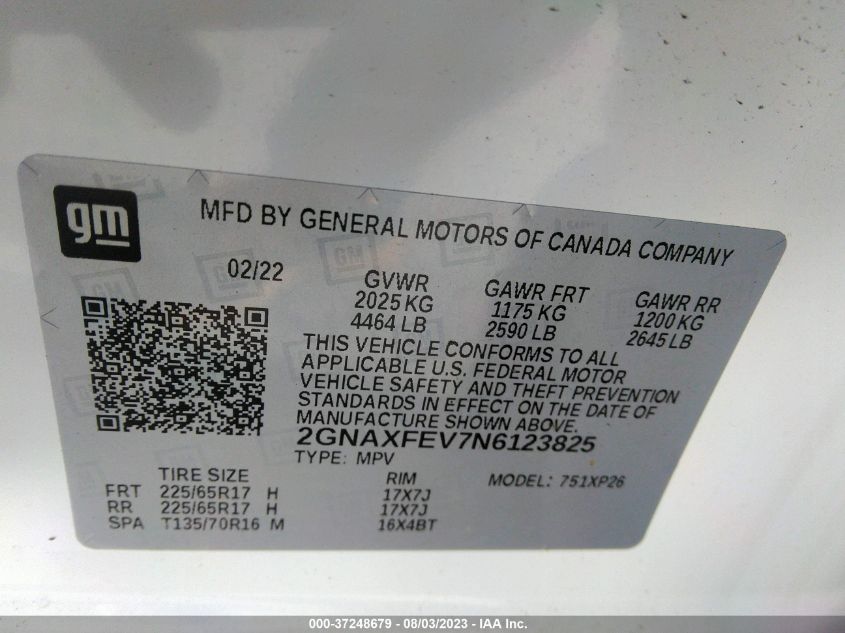 gm
MFD BY GENERAL MOTORS OF CANADA COMPANY
02/22
GVWR
2025 KG
4464 LB
GAWR FRT
1175 KG
2590 LB
GAWR RR
1200 KG
2645 LB
THIS VEHICLE CONFORMS TO ALL
APPLICABLE U.S. FEDERAL MOTOR
VEHICLE SAFETY AND THEFT PREVENTION
STANDARDS IN EFFECT ON THE DATE OF
MANUFACTURE SHOWN ABOVE.
2GNAXFEV7N6123825
TYPE: MPV
MODEL: 751XP26
TIRE SIZE RIM
FRT 225/65R17 H 17X7J
RR 225/65R17 H 17X7J
SPA T135/70R16 M 16X4BT
000-37248679 - 08/03/2023 - IAA Inc.